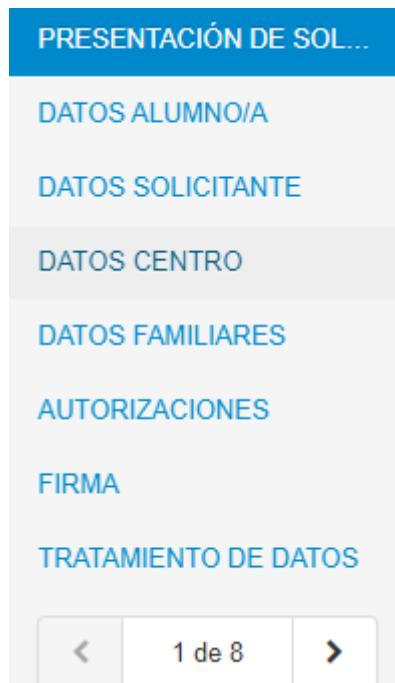 PRESENTACIÓN DE SOL...
DATOS ALUMNO/A
DATOS SOLICITANTE
DATOS CENTRO
DATOS FAMILIARES
AUTORIZACIONES
FIRMA
TRATAMIENTO DE DATOS
1 de 8